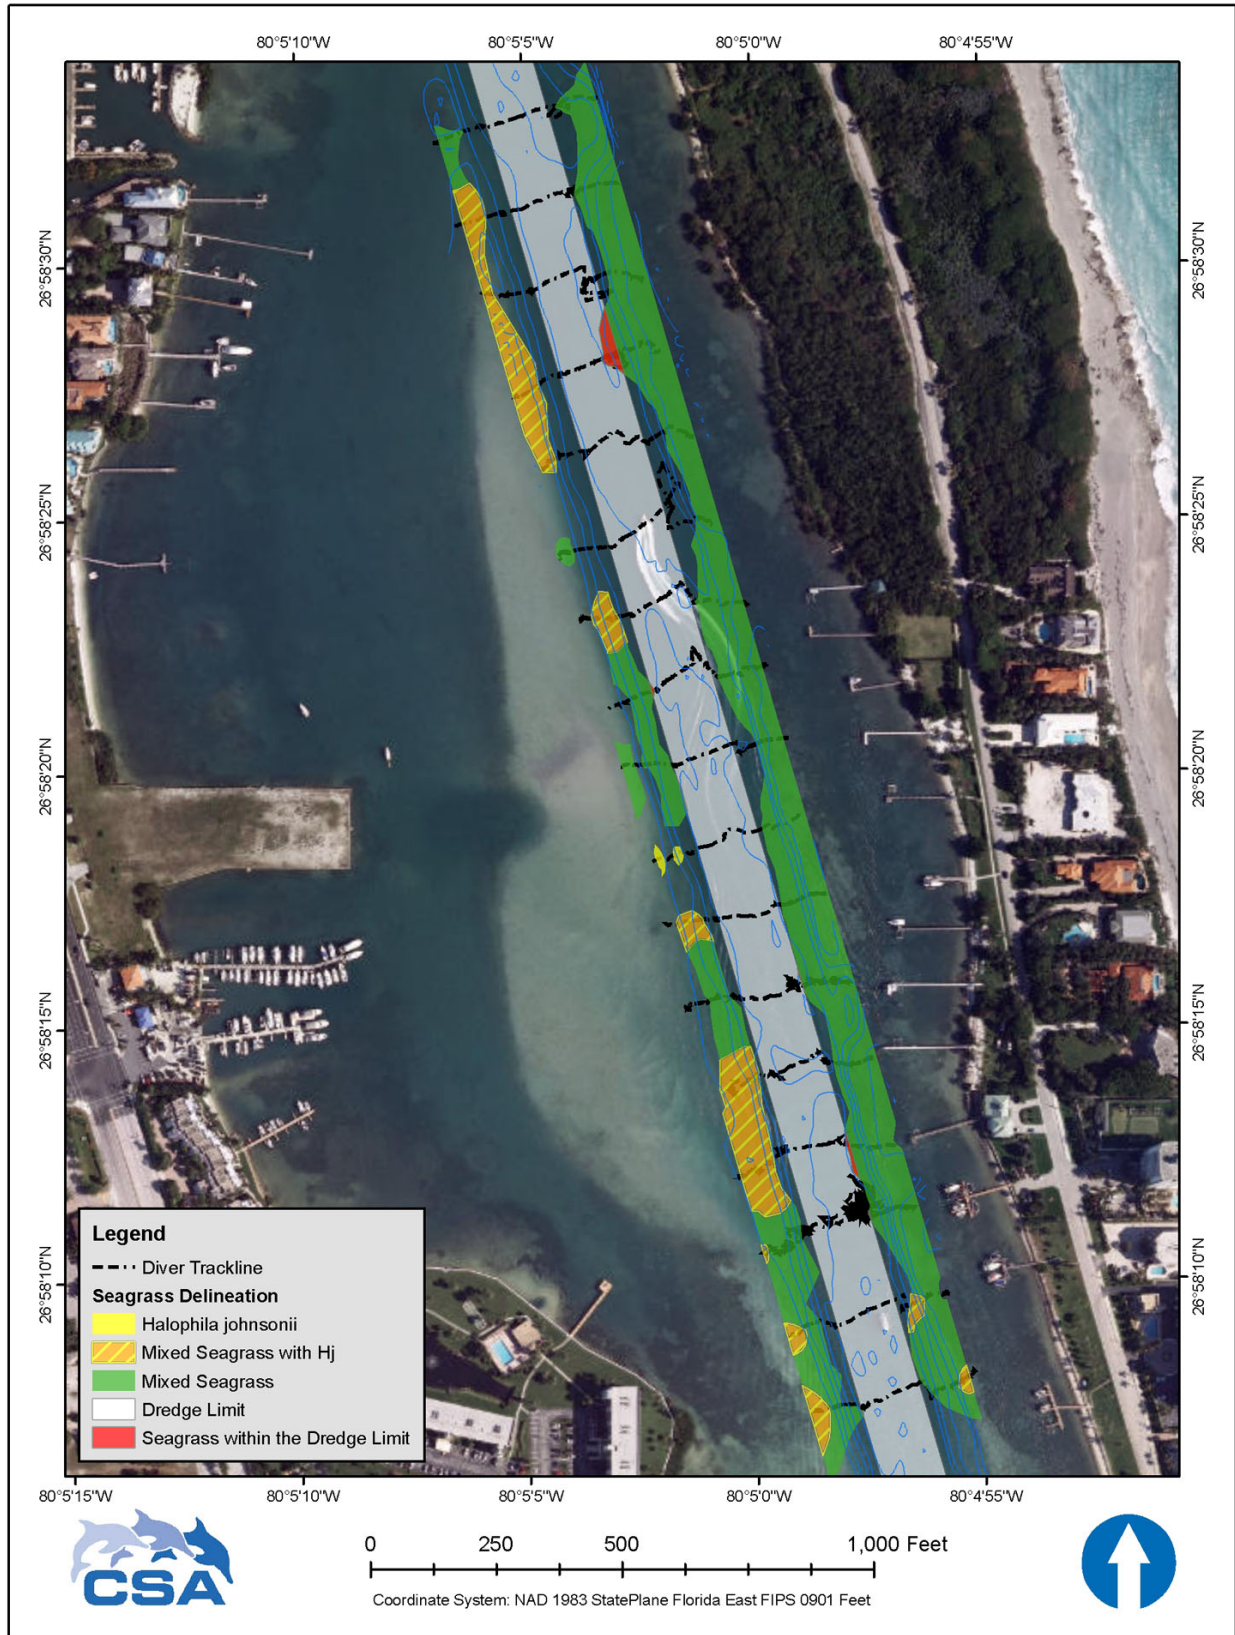 80°5'10"W 80°5'5"W 80°5'0"W 80°4'55"W
26°58'30"N 26°58'30"N
26°58'25"N 26°58'25"N
26°58'20"N 26°58'20"N
26°58'15"N 26°58'15"N
26°58'10"N 26°58'10"N
Legend
Diver Trackline
Seagrass Delineation
Halophila johnsonii
Mixed Seagrass with Hj
Mixed Seagrass
Dredge Limit
Seagrass within the Dredge Limit
80°5'15"W 80°5'10"W 80°5'5"W 80°5'0"W 80°4'55"W
CSA
0 250 500 1,000 Feet
Coordinate System: NAD 1983 StatePlane Florida East FIPS 0901 Feet